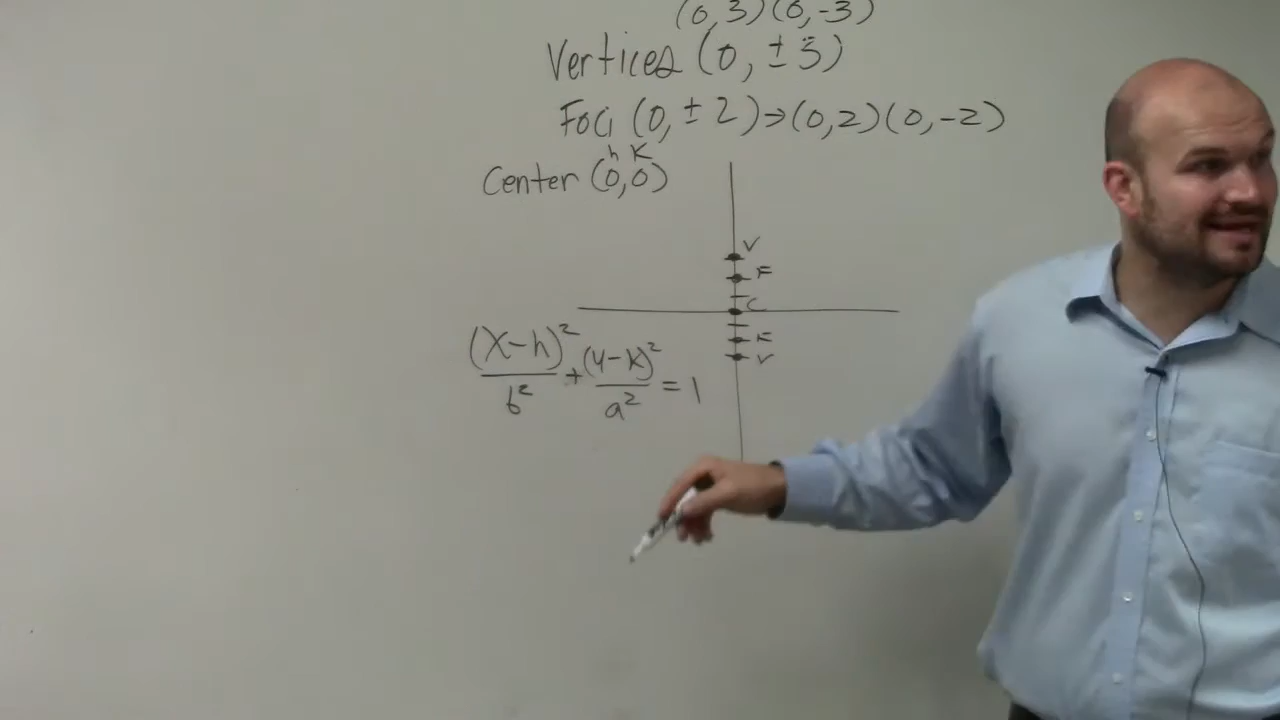 (0,3)(0,-3)
Vertices (0, ±3)
Foci (0, ±2)→(0,2)(0,-2)
h K
Center (0,0)
V
F
C
F
V
(x-h)² / b² + (y-k)² / a² = 1